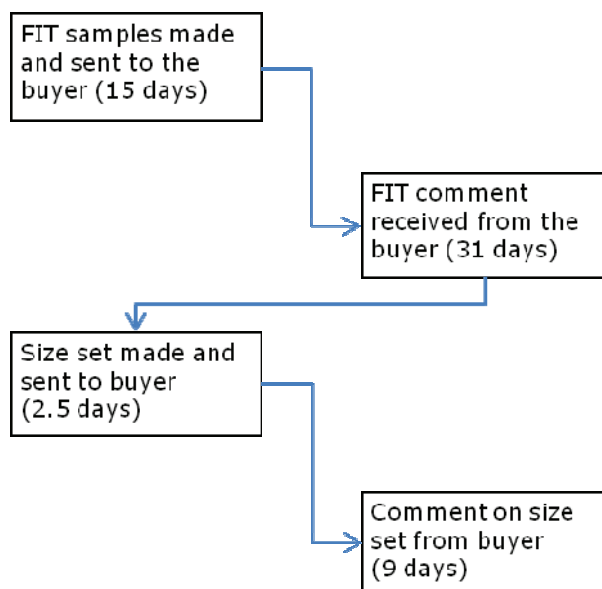 FIT samples made
and sent to the
buyer (15 days)
FIT comment
received from the
buyer (31 days)
Size set made and
sent to buyer
(2.5 days)
Comment on size
set from buyer
(9 days)